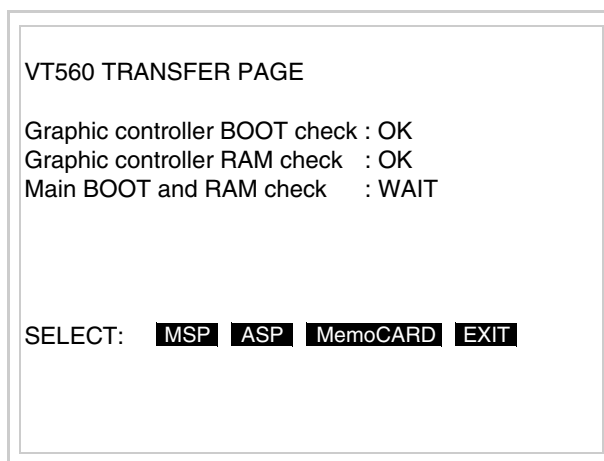 VT560 TRANSFER PAGE
Graphic controller BOOT check : OK
Graphic controller RAM check : OK
Main BOOT and RAM check : WAIT
SELECT: MSP ASP MemoCARD EXIT